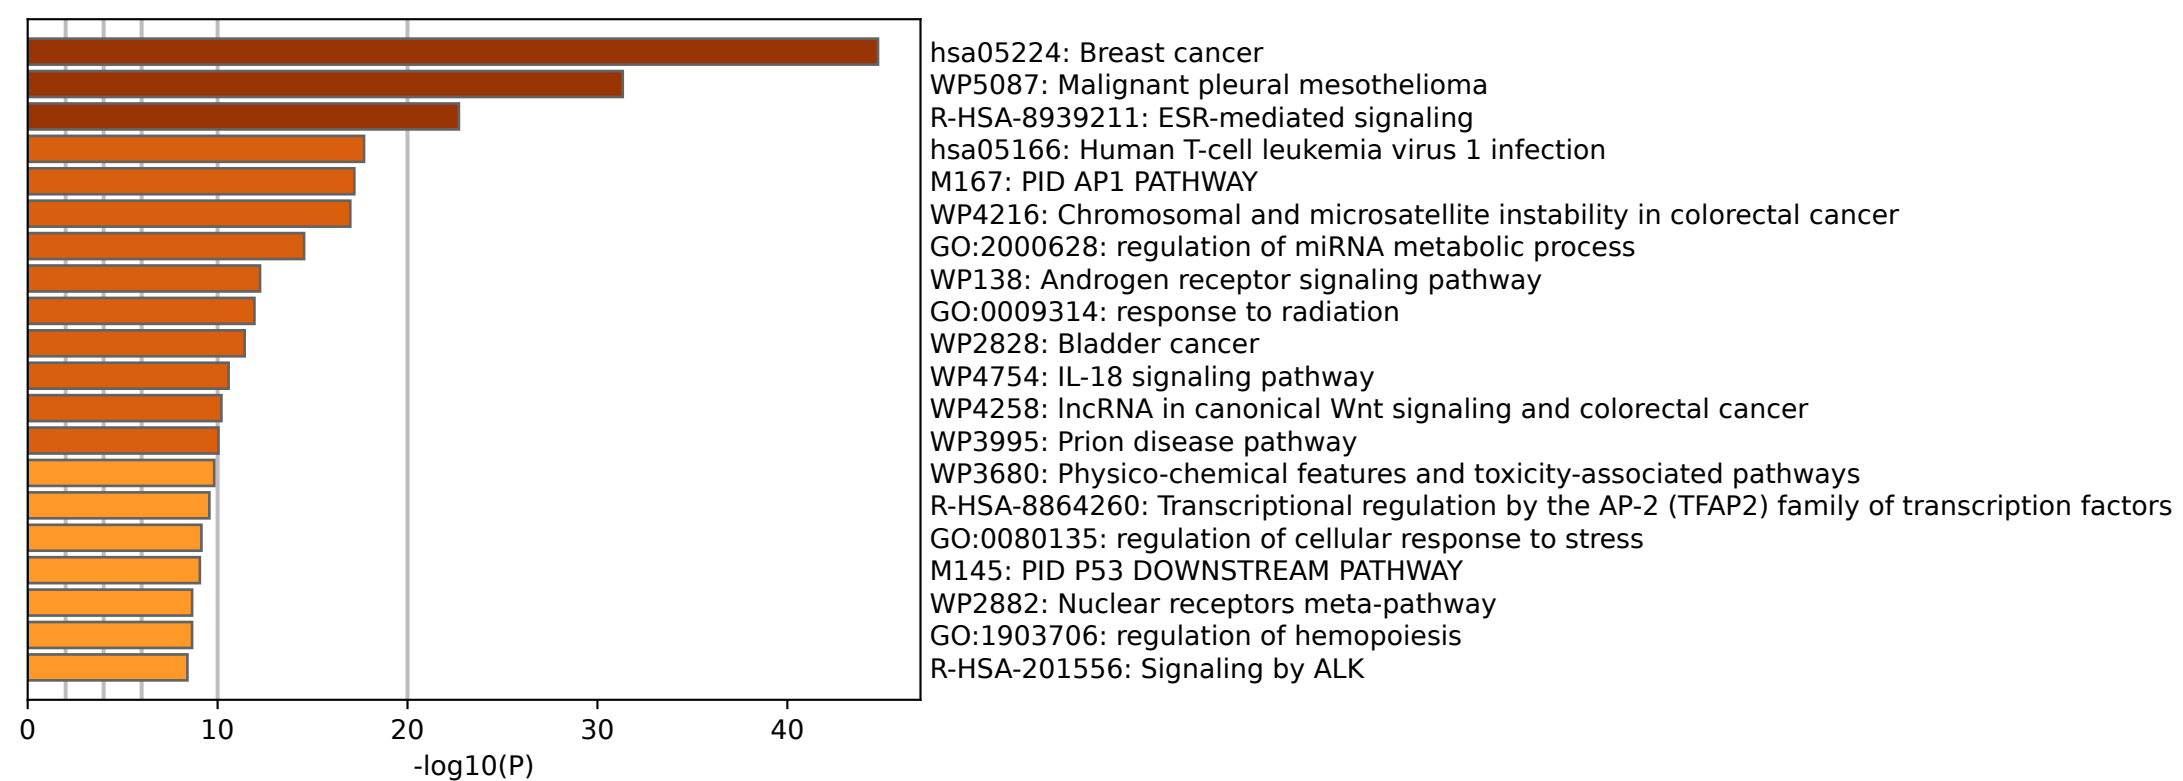 hsa05224: Breast cancer
WP5087: Malignant pleural mesothelioma
R-HSA-8939211: ESR-mediated signaling
hsa05166: Human T-cell leukemia virus 1 infection
M167: PID AP1 PATHWAY
WP4216: Chromosomal and microsatellite instability in colorectal cancer
GO:2000628: regulation of miRNA metabolic process
WP138: Androgen receptor signaling pathway
GO:0009314: response to radiation
WP2828: Bladder cancer
WP4754: IL-18 signaling pathway
WP4258: lncRNA in canonical Wnt signaling and colorectal cancer
WP3995: Prion disease pathway
WP3680: Physico-chemical features and toxicity-associated pathways
R-HSA-8864260: Transcriptional regulation by the AP-2 (TFAP2) family of transcription factors
GO:0080135: regulation of cellular response to stress
M145: PID P53 DOWNSTREAM PATHWAY
WP2882: Nuclear receptors meta-pathway
GO:1903706: regulation of hemopoiesis
R-HSA-201556: Signaling by ALK
0 10 20 30 40
-log10(P)